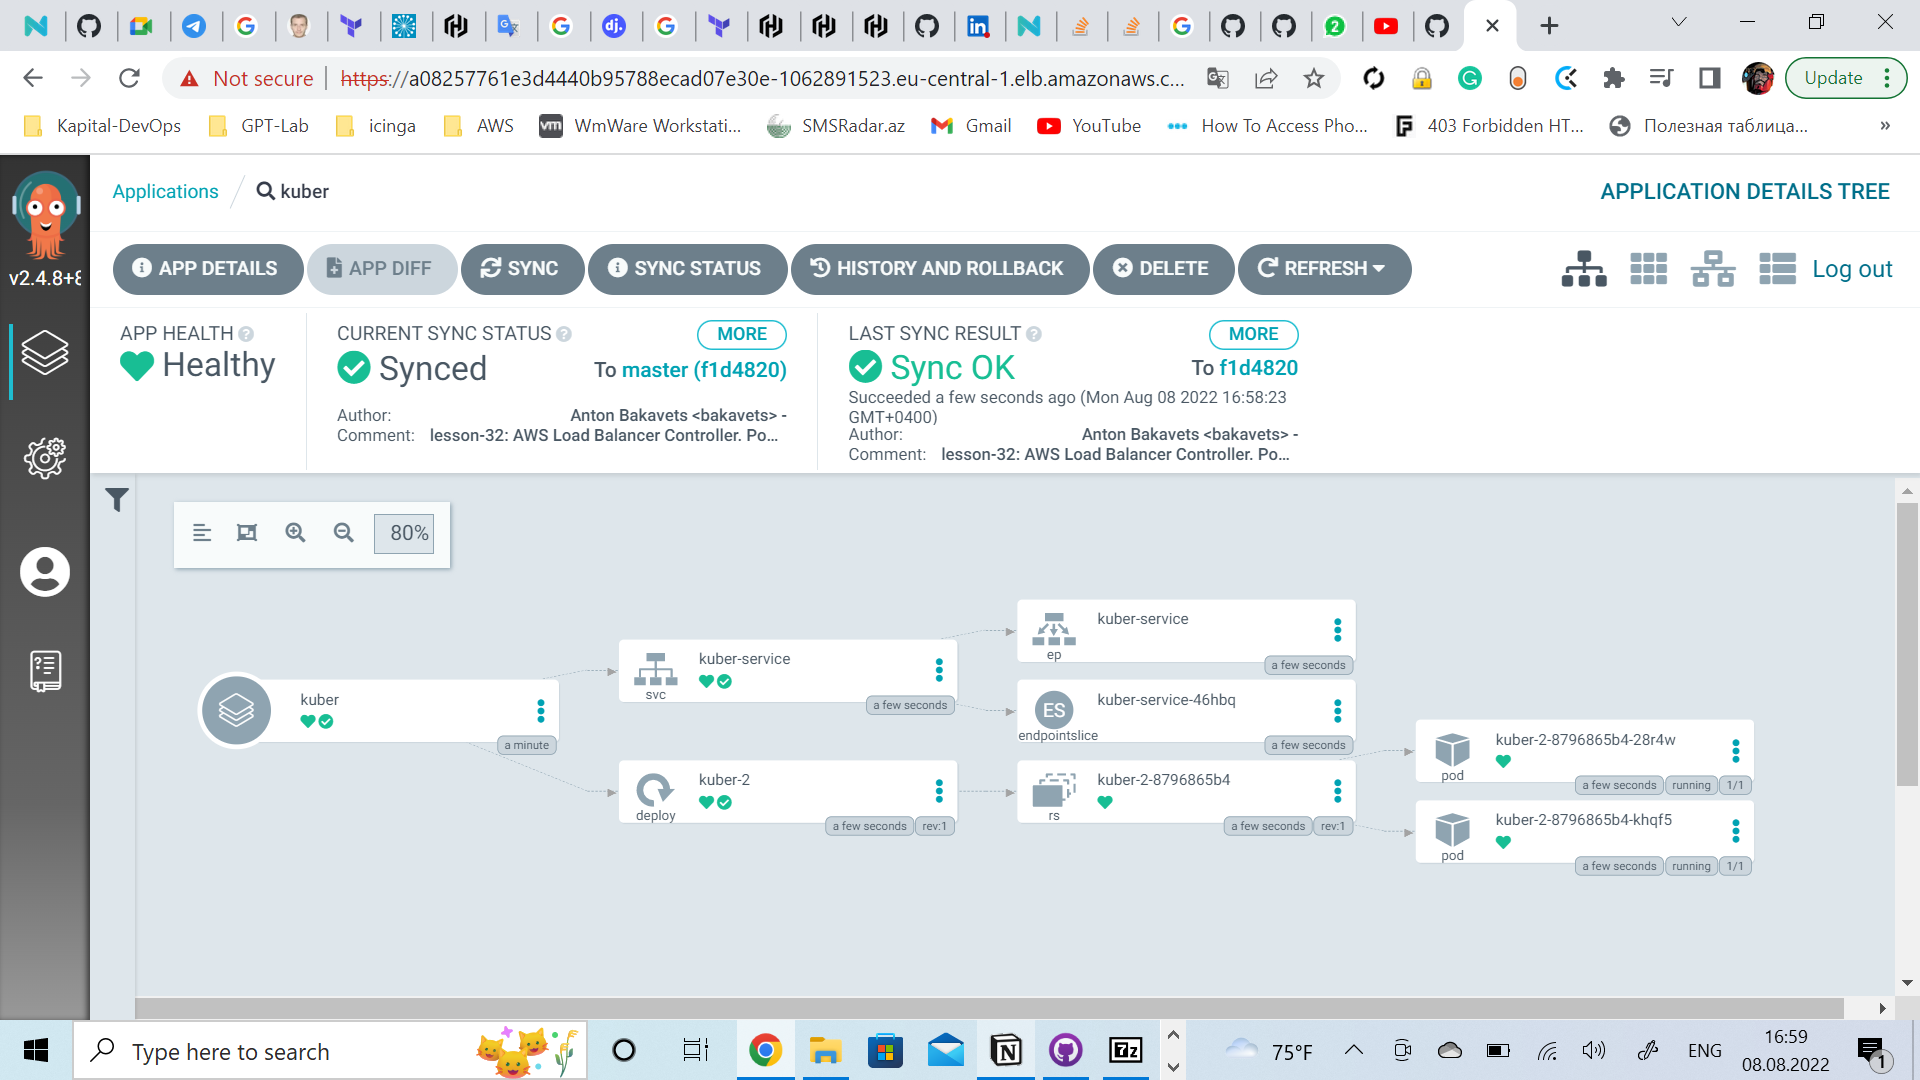 Not secure
https://a08257761e3d4440b95788ecad07e30e-1062891523.eu-central-1.elb.amazonaws.c...
Update
Kapital-DevOps
GPT-Lab
icinga
AWS
WmWare Workstati...
SMSRadar.az
Gmail
YouTube
How To Access Pho...
403 Forbidden HT...
Полезная таблица...
»
v2.4.8+8
Applications
kuber
APPLICATION DETAILS TREE
APP DETAILS
APP DIFF
SYNC
SYNC STATUS
HISTORY AND ROLLBACK
DELETE
REFRESH
Log out
APP HEALTH
Healthy
CURRENT SYNC STATUS
MORE
Synced
To master (f1d4820)
Author: Anton Bakavets <bakavets> -
Comment: lesson-32: AWS Load Balancer Controller. Po...
LAST SYNC RESULT
MORE
Sync OK
To f1d4820
Succeeded a few seconds ago (Mon Aug 08 2022 16:58:23
GMT+0400)
Author: Anton Bakavets <bakavets> -
Comment: lesson-32: AWS Load Balancer Controller. Po...
80%
kuber
a minute
svc
kuber-service
a few seconds
deploy
kuber-2
a few seconds
rev:1
ep
kuber-service
a few seconds
ES
endpointslice
kuber-service-46hbq
a few seconds
rs
kuber-2-8796865b4
a few seconds
rev:1
pod
kuber-2-8796865b4-28r4w
a few seconds
running
1/1
pod
kuber-2-8796865b4-khqf5
a few seconds
running
1/1
Type here to search
75°F
ENG
16:59
08.08.2022
1